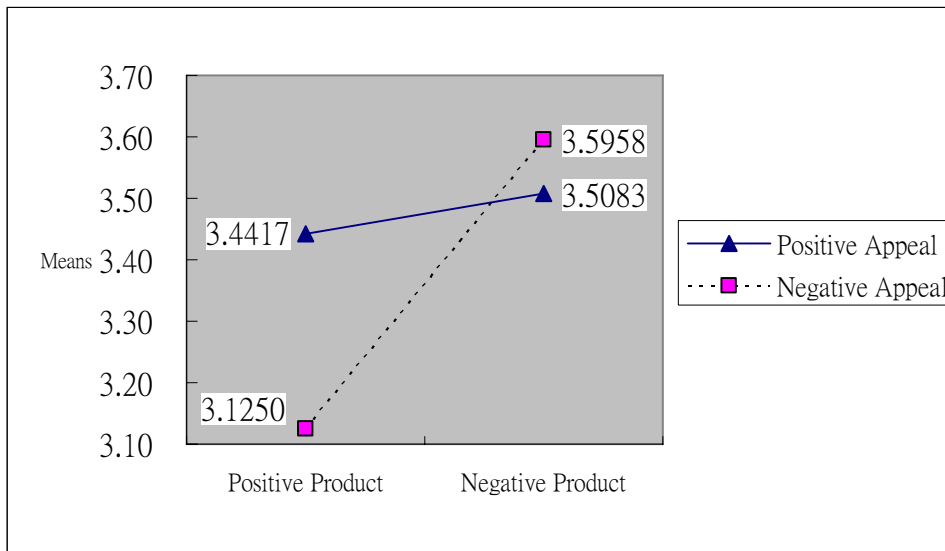 3.70
3.60
3.5958
3.50
3.5083
3.4417
Positive Appeal
Means 3.40
Negative Appeal
3.30
3.20
3.1250
3.10
Positive Product
Negative Product